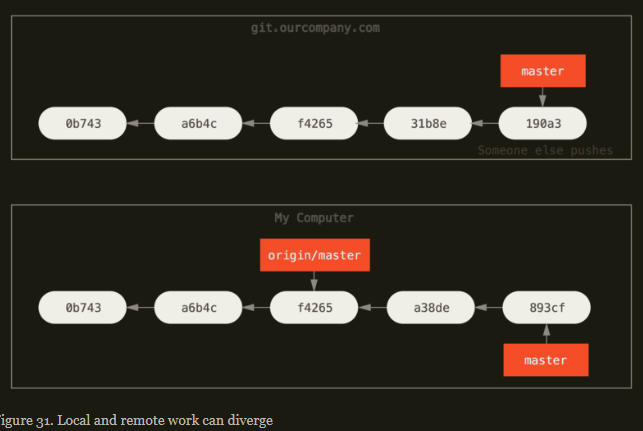 git.ourcompany.com
master
0b743 a6b4c f4265 31b8e 190a3
Someone else pushes
My Computer
origin/master
0b743 a6b4c f4265 a38de 893cf
master
igure 31. Local and remote work can diverge